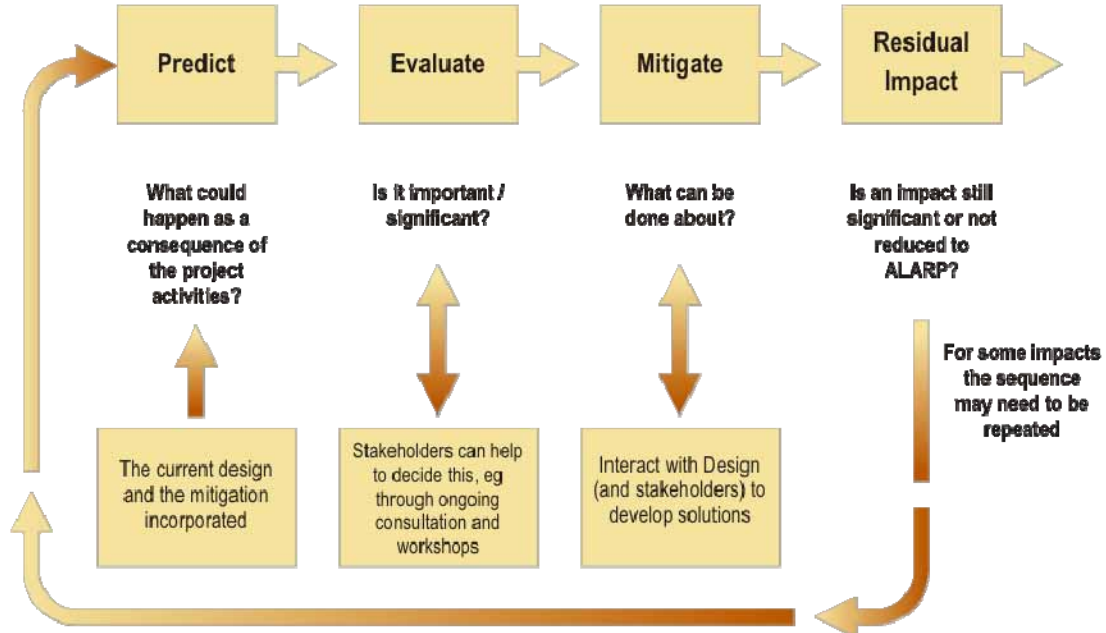 Predict
Evaluate
Mitigate
Residual
Impact
What could
happen as a
consequence of
the project
activities?
Is it important /
significant?
What can be
done about?
Is an impact still
significant or not
reduced to
ALARP?
For some impacts
the sequence
may need to be
repeated
The current design
and the mitigation
incorporated
Stakeholders can help
to decide this, eg
through ongoing
consultation and
workshops
Interact with Design
(and stakeholders) to
develop solutions